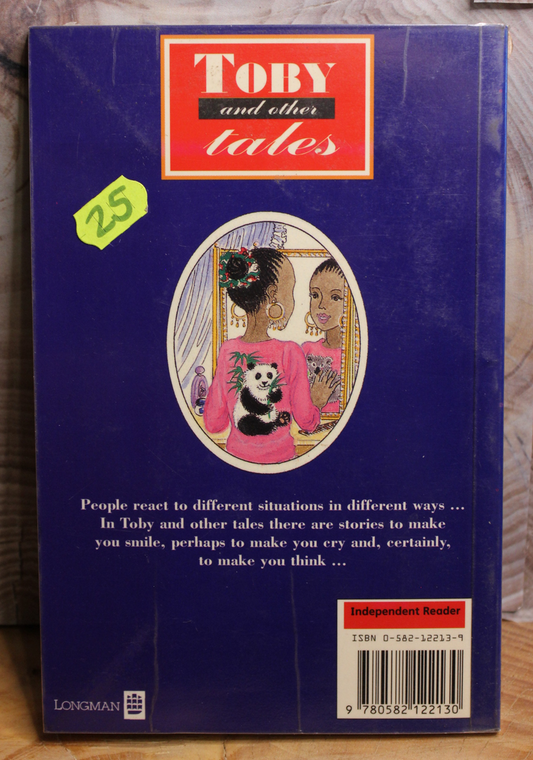 TOBY
and other
tales
25
People react to different situations in different ways ...
In Toby and other tales there are stories to make
you smile, perhaps to make you cry and, certainly,
to make you think ...
Independent Reader
ISBN 0-582-12213-9
9 780582 122130
LONGMAN